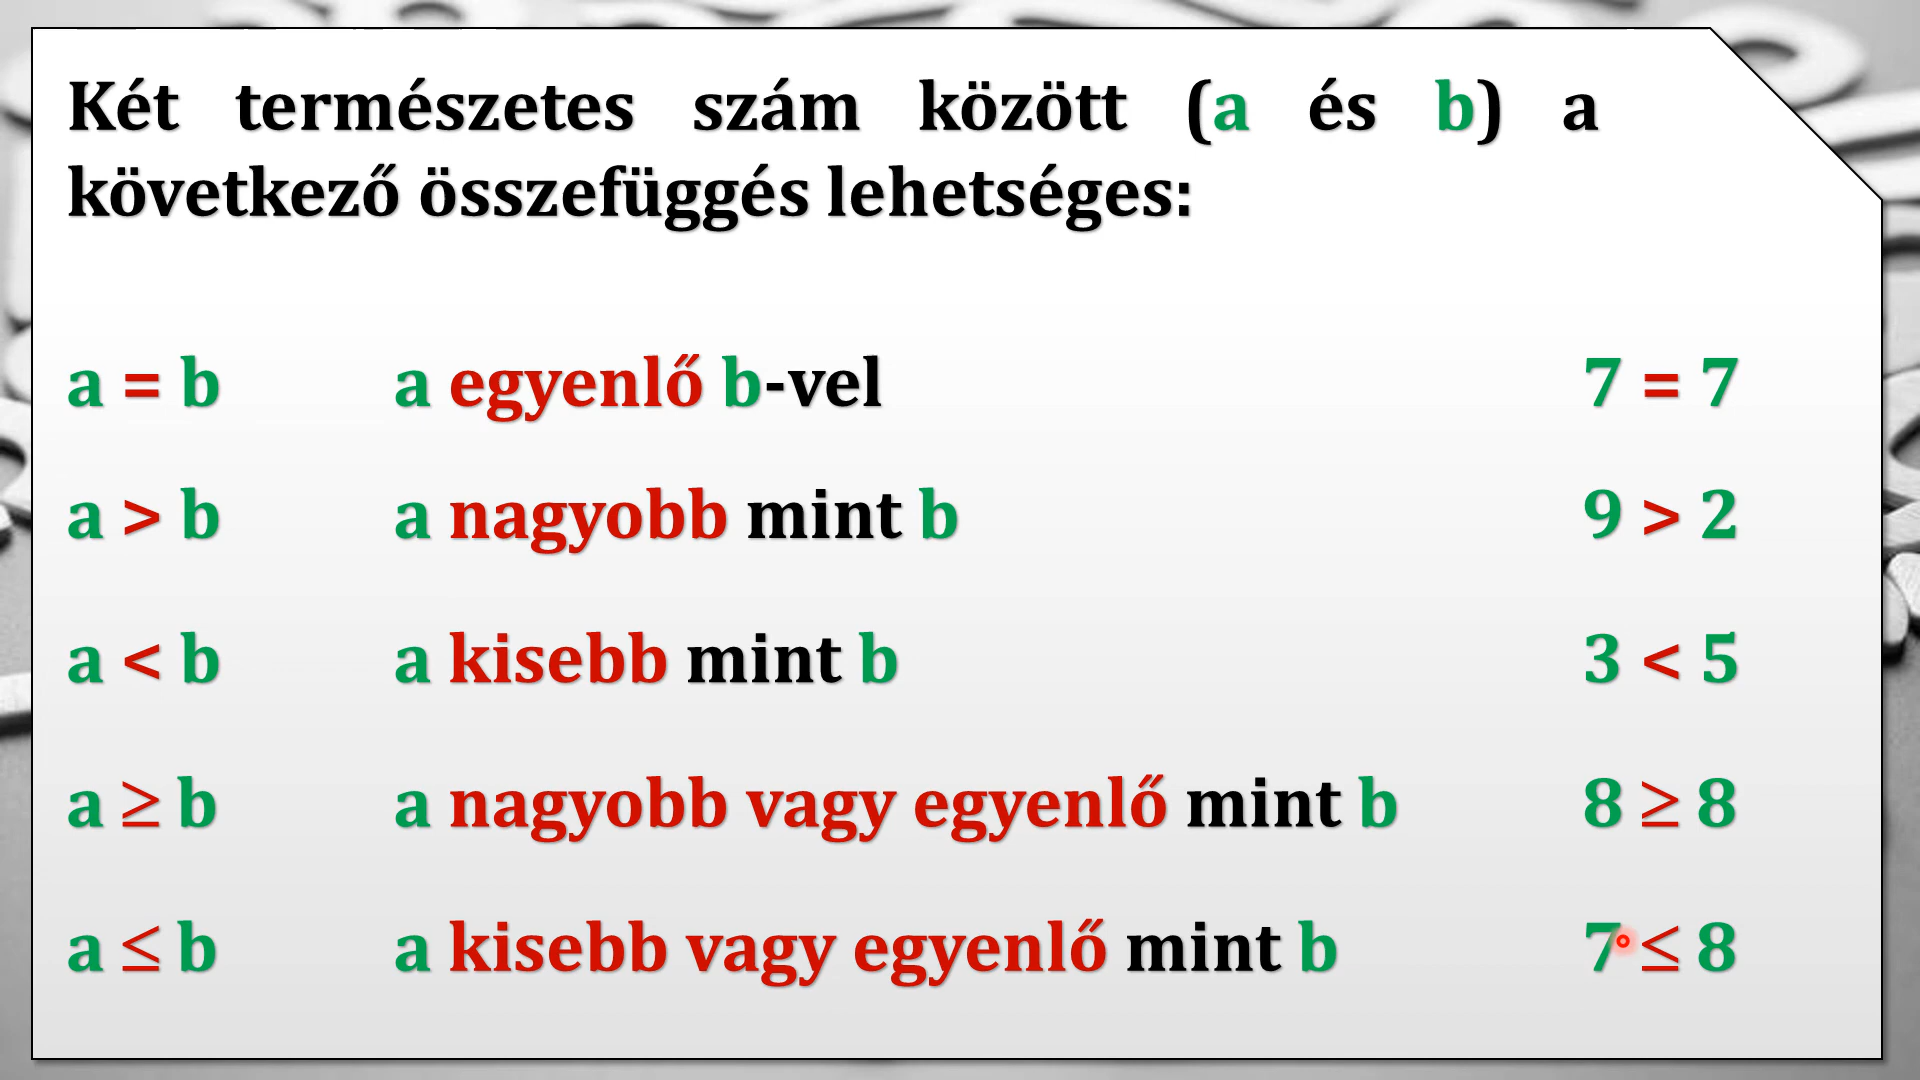 Két természetes szám között (a és b) a
következő összefüggés lehetséges:
a = b a egyenlő b-vel 7 = 7
a > b a nagyobb mint b 9 > 2
a < b a kisebb mint b 3 < 5
a ≥ b a nagyobb vagy egyenlő mint b 8 ≥ 8
a ≤ b a kisebb vagy egyenlő mint b 7 ≤ 8